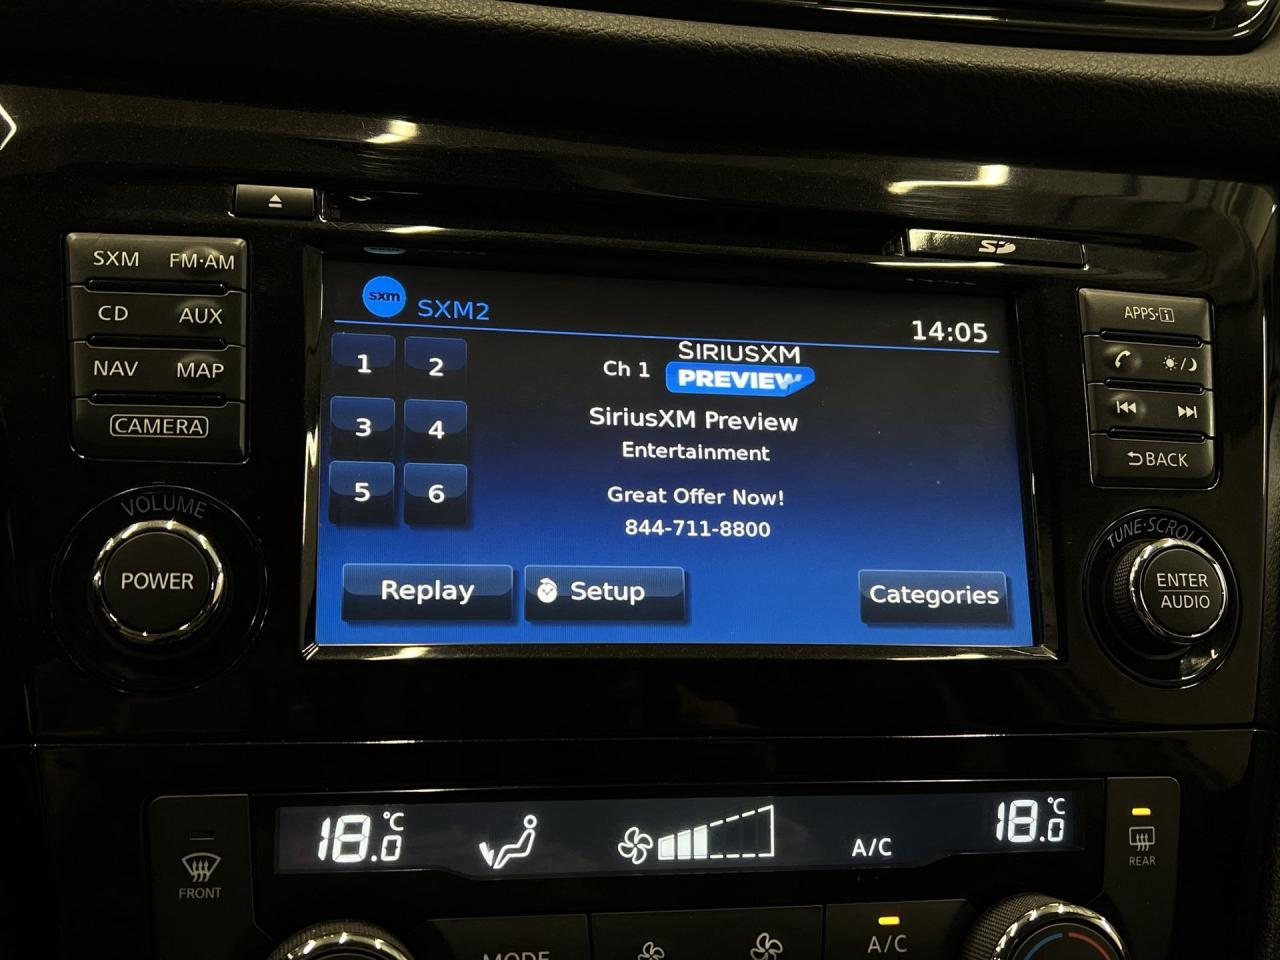 SXM FM·AM
CD AUX
NAV MAP
CAMERA
VOLUME
POWER
SD
sxm SXM2
14:05
1 2
3 4
5 6
Ch 1
SIRIUSXM
PREVIEW
SiriusXM Preview
Entertainment
Great Offer Now!
844-711-8800
Replay
Setup
Categories
APPS·i
BACK
TUNE·SCROLL
ENTER
AUDIO
FRONT
18.0 °C
A/C
18.0 °C
REAR
MODE
A/C